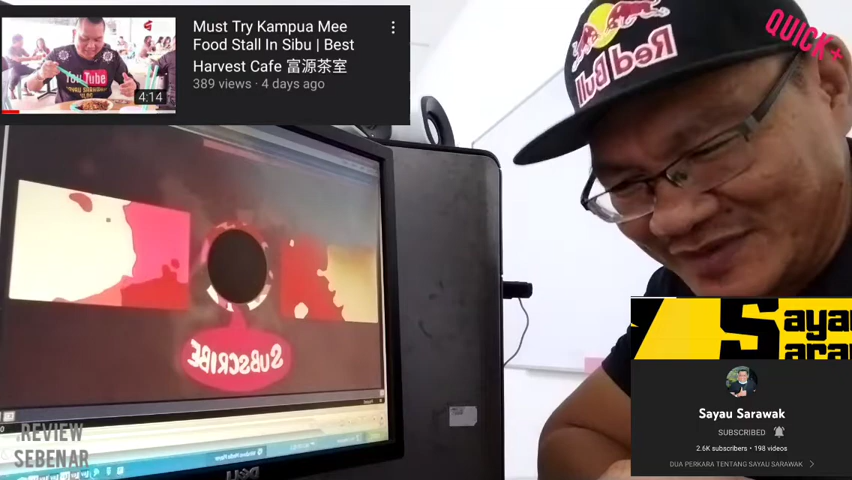 Must Try Kampua Mee
Food Stall In Sibu | Best
Harvest Cafe 富源茶室
389 views · 4 days ago
4:14
YouTube
Red Bull
QUICK+
SUBSCRIBE
DELL
REVIEW
SEBENAR
Sayau Sarawak
SUBSCRIBED
2.6K subscribers • 198 videos
DUA PERKARA TENTANG SAYAU SARAWAK